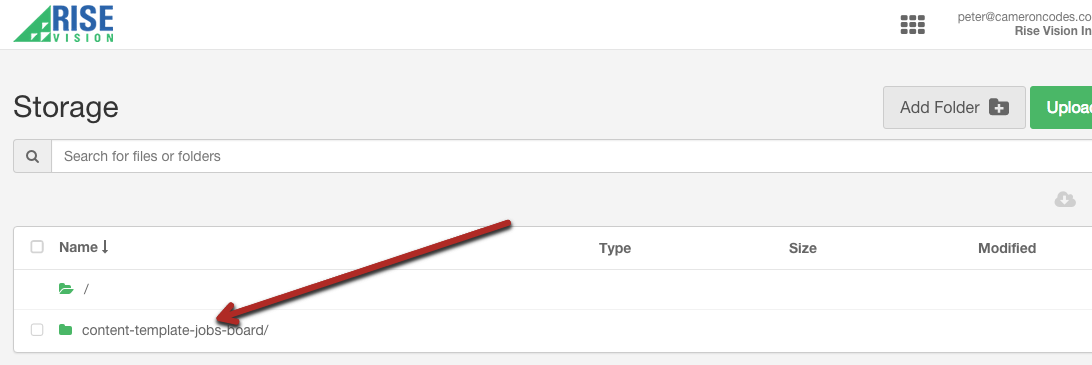 RISE
VISION
peter@cameroncodes.co
Rise Vision In
Storage
Add Folder
Uploa
Search for files or folders
Name Type Size Modified
/
content-template-jobs-board/